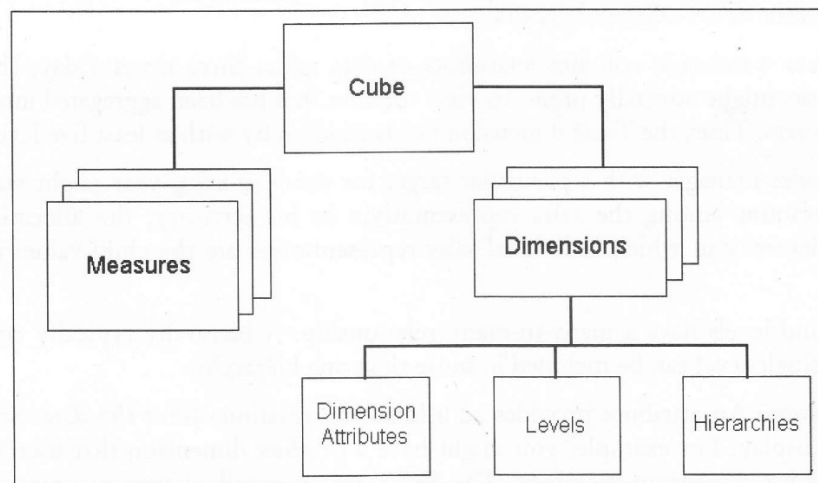 Cube
Measures
Dimensions
Dimension
Attributes
Levels
Hierarchies